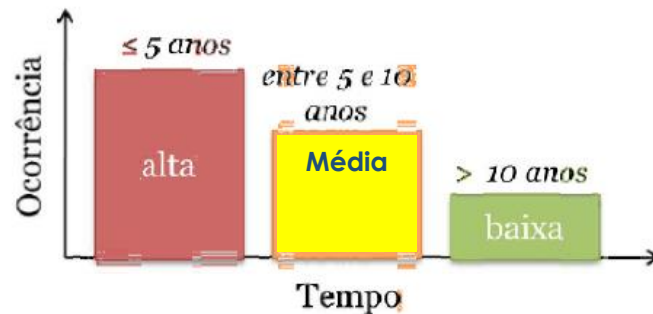 ≤ 5 anos
entre 5 e 10
anos
> 10 anos
Ocorrência
alta
Média
baixa
Tempo